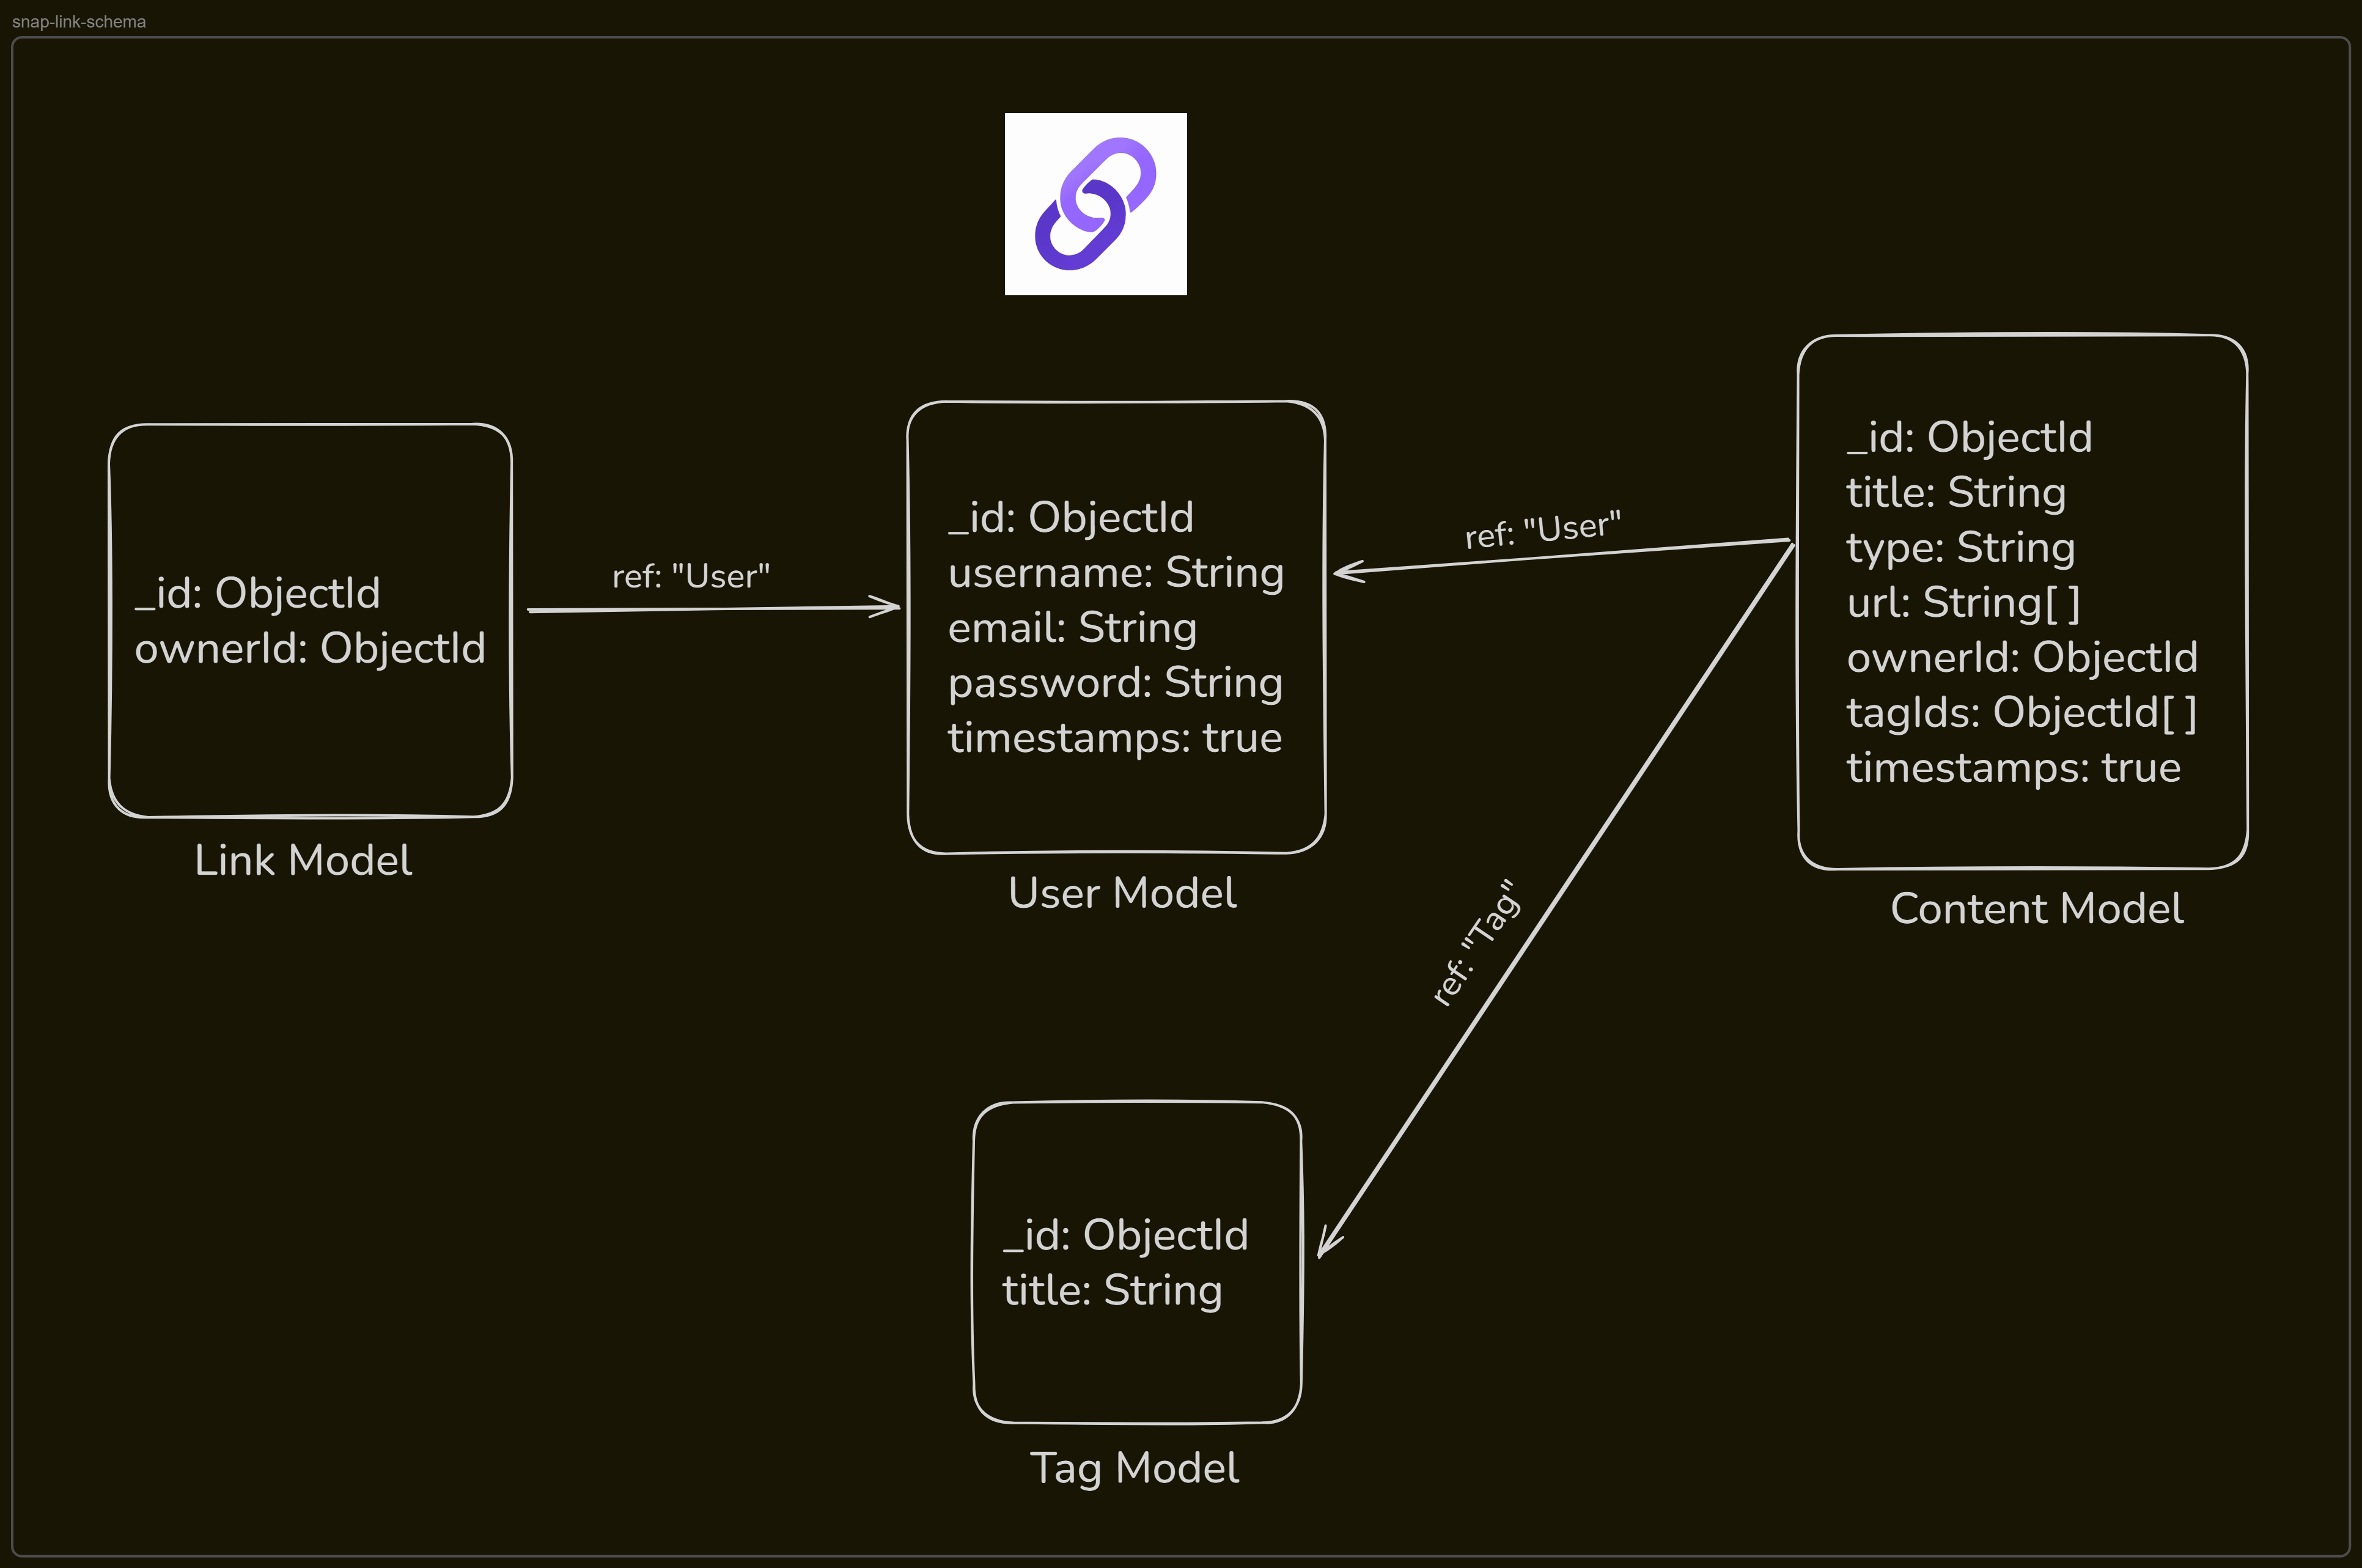 snap-link-schema
_id: ObjectId
ownerId: ObjectId
Link Model
ref: "User"
_id: ObjectId
username: String
email: String
password: String
timestamps: true
User Model
ref: "User"
_id: ObjectId
title: String
type: String
url: String[ ]
ownerId: ObjectId
tagIds: ObjectId[ ]
timestamps: true
Content Model
ref: "Tag"
_id: ObjectId
title: String
Tag Model